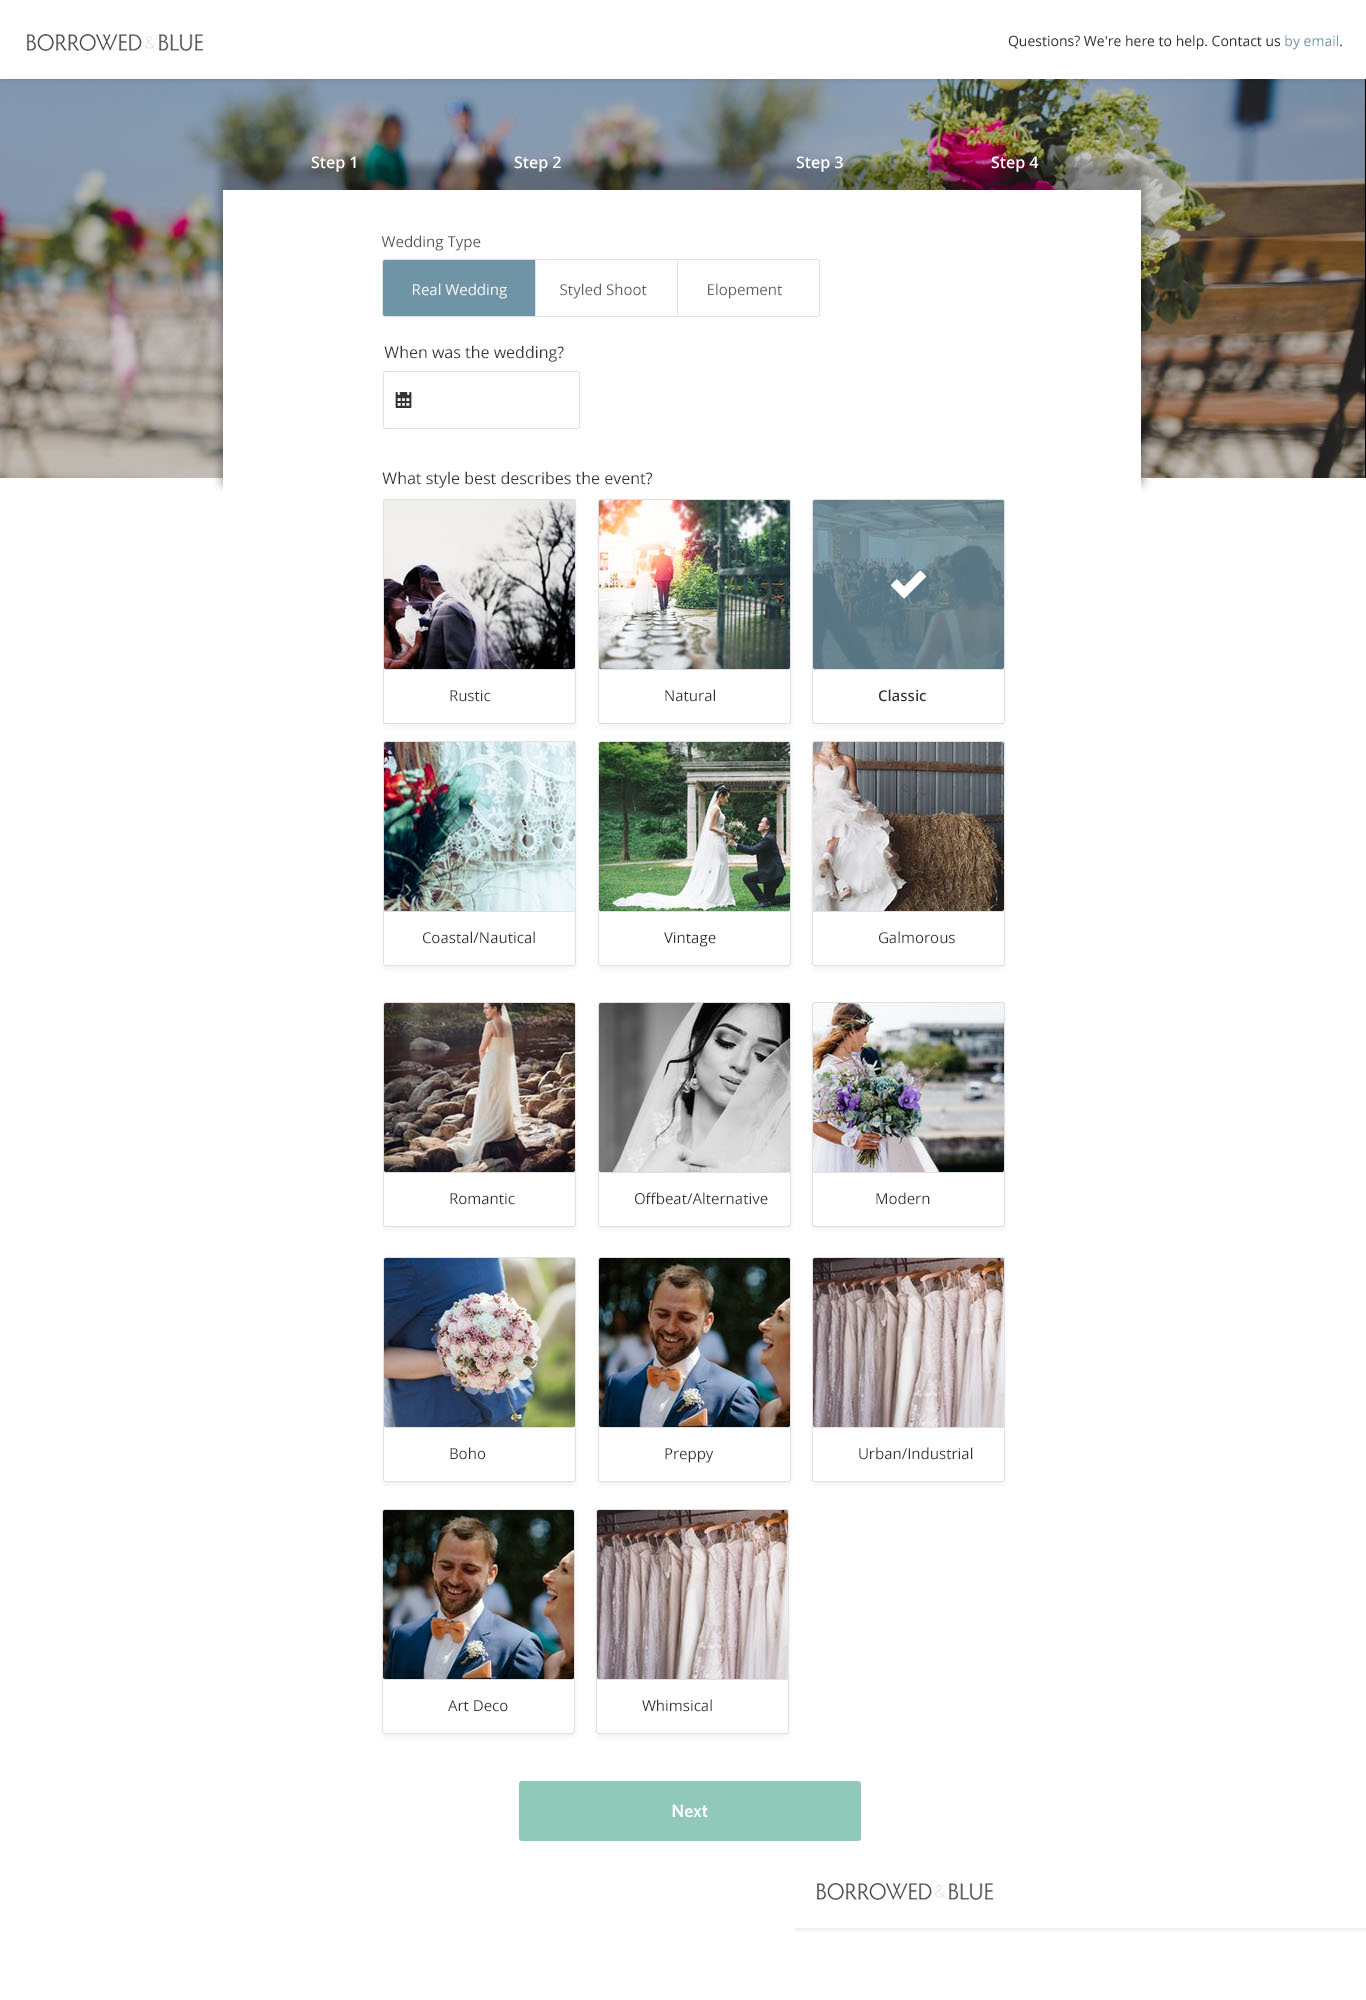 BORROWED & BLUE
Questions? We're here to help. Contact us by email.
Step 1 Step 2 Step 3 Step 4
Wedding Type
Real Wedding Styled Shoot Elopement
When was the wedding?
What style best describes the event?
Rustic Natural Classic
Coastal/Nautical Vintage Galmorous
Romantic Offbeat/Alternative Modern
Boho Preppy Urban/Industrial
Art Deco Whimsical
Next
BORROWED & BLUE